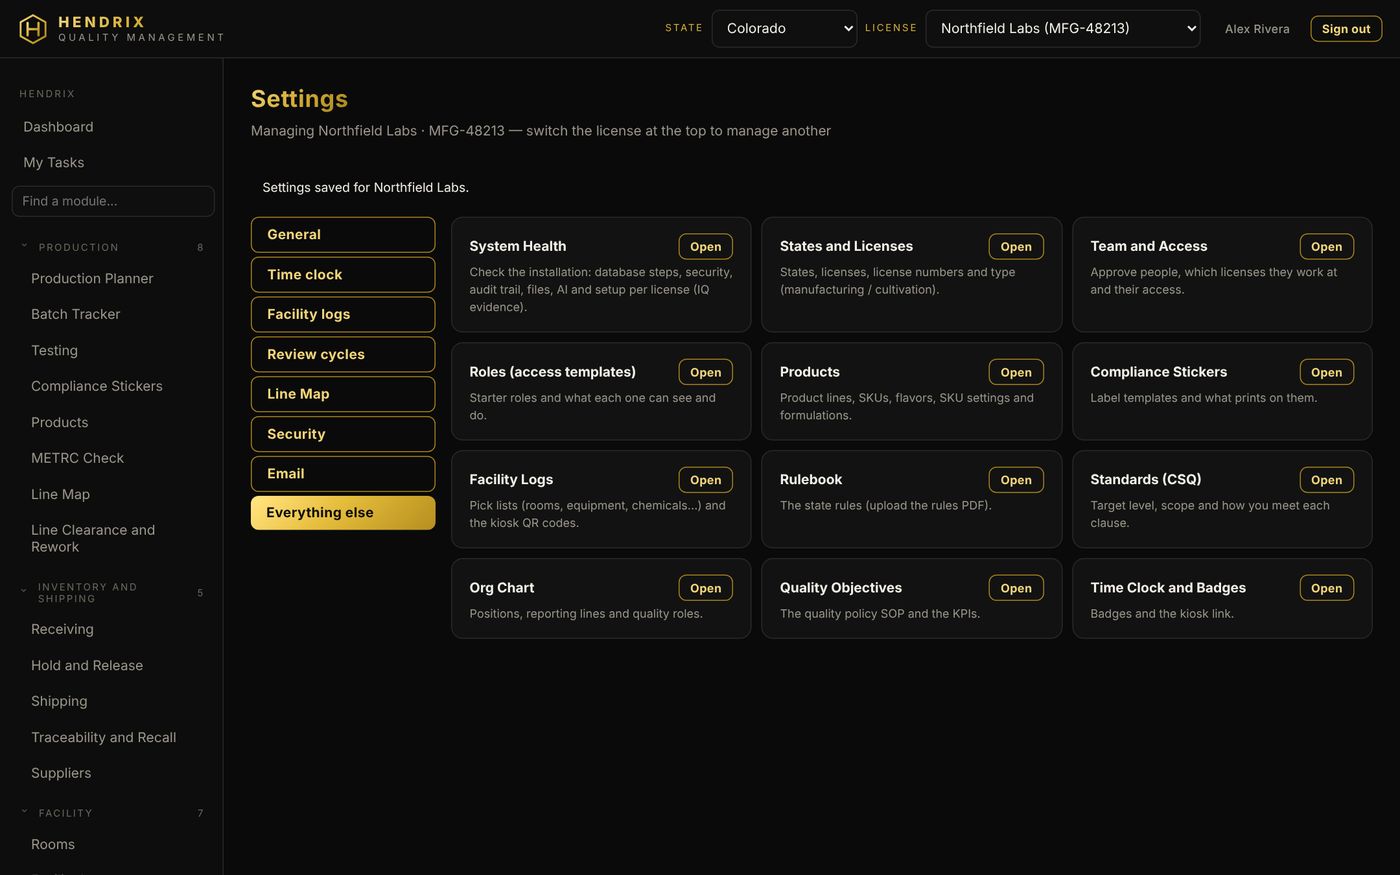 HENDRIX
QUALITY MANAGEMENT
STATE
Colorado
LICENSE
Northfield Labs (MFG-48213)
Alex Rivera
Sign out
HENDRIX
Dashboard
My Tasks
Find a module...
PRODUCTION 8
Production Planner
Batch Tracker
Testing
Compliance Stickers
Products
METRC Check
Line Map
Line Clearance and
Rework
INVENTORY AND
SHIPPING 5
Receiving
Hold and Release
Shipping
Traceability and Recall
Suppliers
FACILITY 7
Rooms
Settings
Managing Northfield Labs · MFG-48213 — switch the license at the top to manage another
Settings saved for Northfield Labs.
General
Time clock
Facility logs
Review cycles
Line Map
Security
Email
Everything else
System Health
Open
Check the installation: database steps, security,
audit trail, files, AI and setup per license (IQ
evidence).
States and Licenses
Open
States, licenses, license numbers and type
(manufacturing / cultivation).
Team and Access
Open
Approve people, which licenses they work at
and their access.
Roles (access templates)
Open
Starter roles and what each one can see and
do.
Products
Open
Product lines, SKUs, flavors, SKU settings and
formulations.
Compliance Stickers
Open
Label templates and what prints on them.
Facility Logs
Open
Pick lists (rooms, equipment, chemicals...) and
the kiosk QR codes.
Rulebook
Open
The state rules (upload the rules PDF).
Standards (CSQ)
Open
Target level, scope and how you meet each
clause.
Org Chart
Open
Positions, reporting lines and quality roles.
Quality Objectives
Open
The quality policy SOP and the KPIs.
Time Clock and Badges
Open
Badges and the kiosk link.